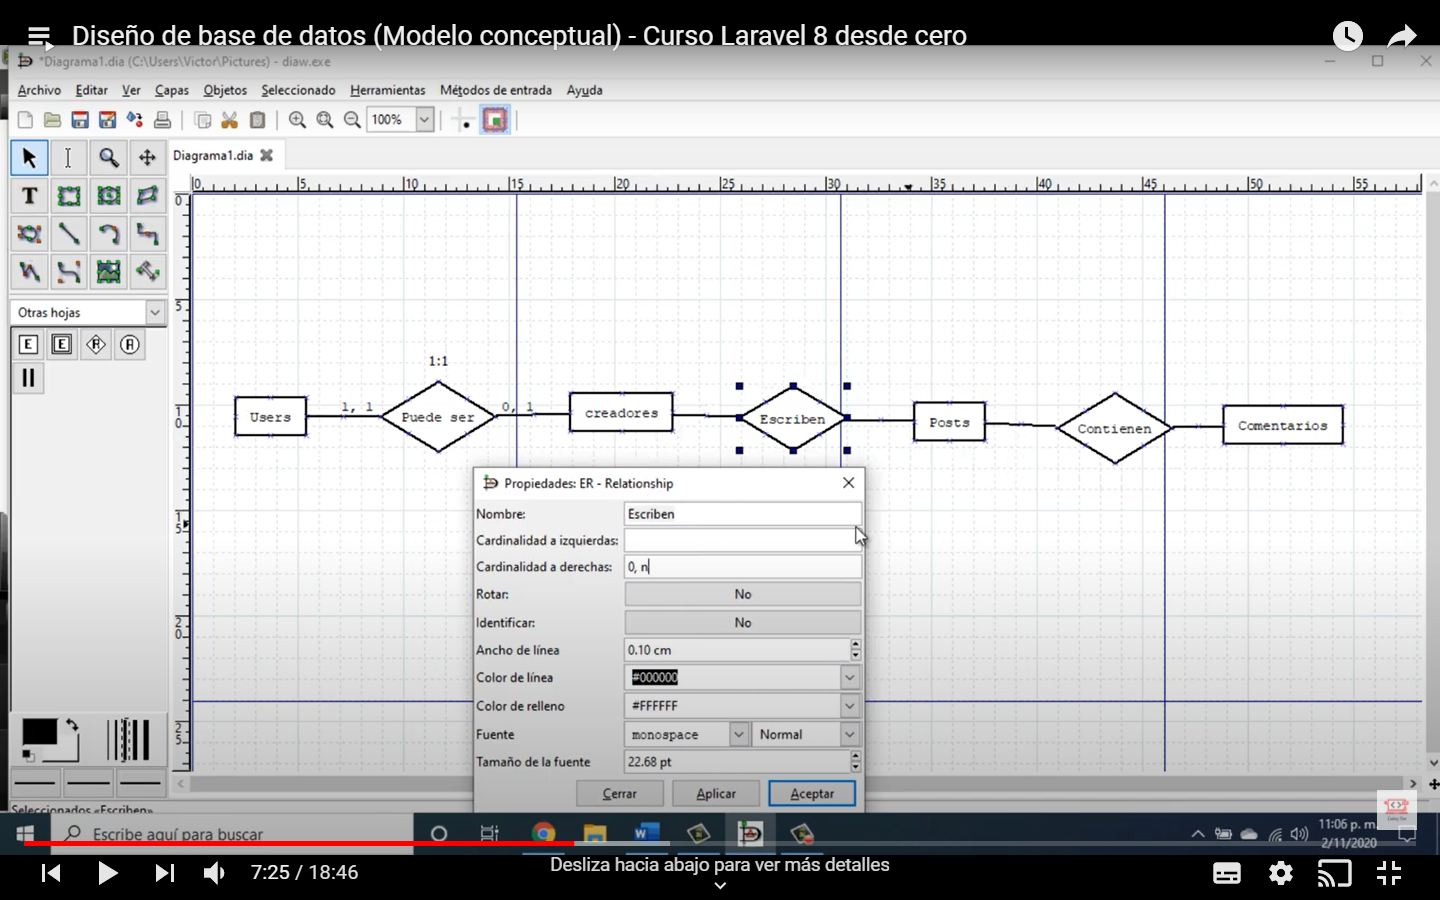 Diseño de base de datos (Modelo conceptual) - Curso Laravel 8 desde cero
*Diagrama1.dia (C:\Users\Victor\Pictures) - diaw.exe
Archivo Editar Ver Capas Objetos Seleccionado Herramientas Métodos de entrada Ayuda
100%
Diagrama1.dia
0 5 10 15 20 25 30 35 40 45 50 55
0
5
10
15
20
25
T
Otras hojas
E E R A
1:1
Users 1, 1 Puede ser 0, 1 creadores Escriben Posts Contienen Comentarios
Propiedades: ER - Relationship
Nombre: Escriben
Cardinalidad a izquierdas:
Cardinalidad a derechas: 0, n
Rotar: No
Identificar: No
Ancho de línea 0.10 cm
Color de línea #000000
Color de relleno #FFFFFF
Fuente monospace Normal
Tamaño de la fuente 22.68 pt
Cerrar Aplicar Aceptar
Seleccionados «Escriben»
Escribe aquí para buscar
11:06 p. m.
2/11/2020
7:25 / 18:46
Desliza hacia abajo para ver más detalles